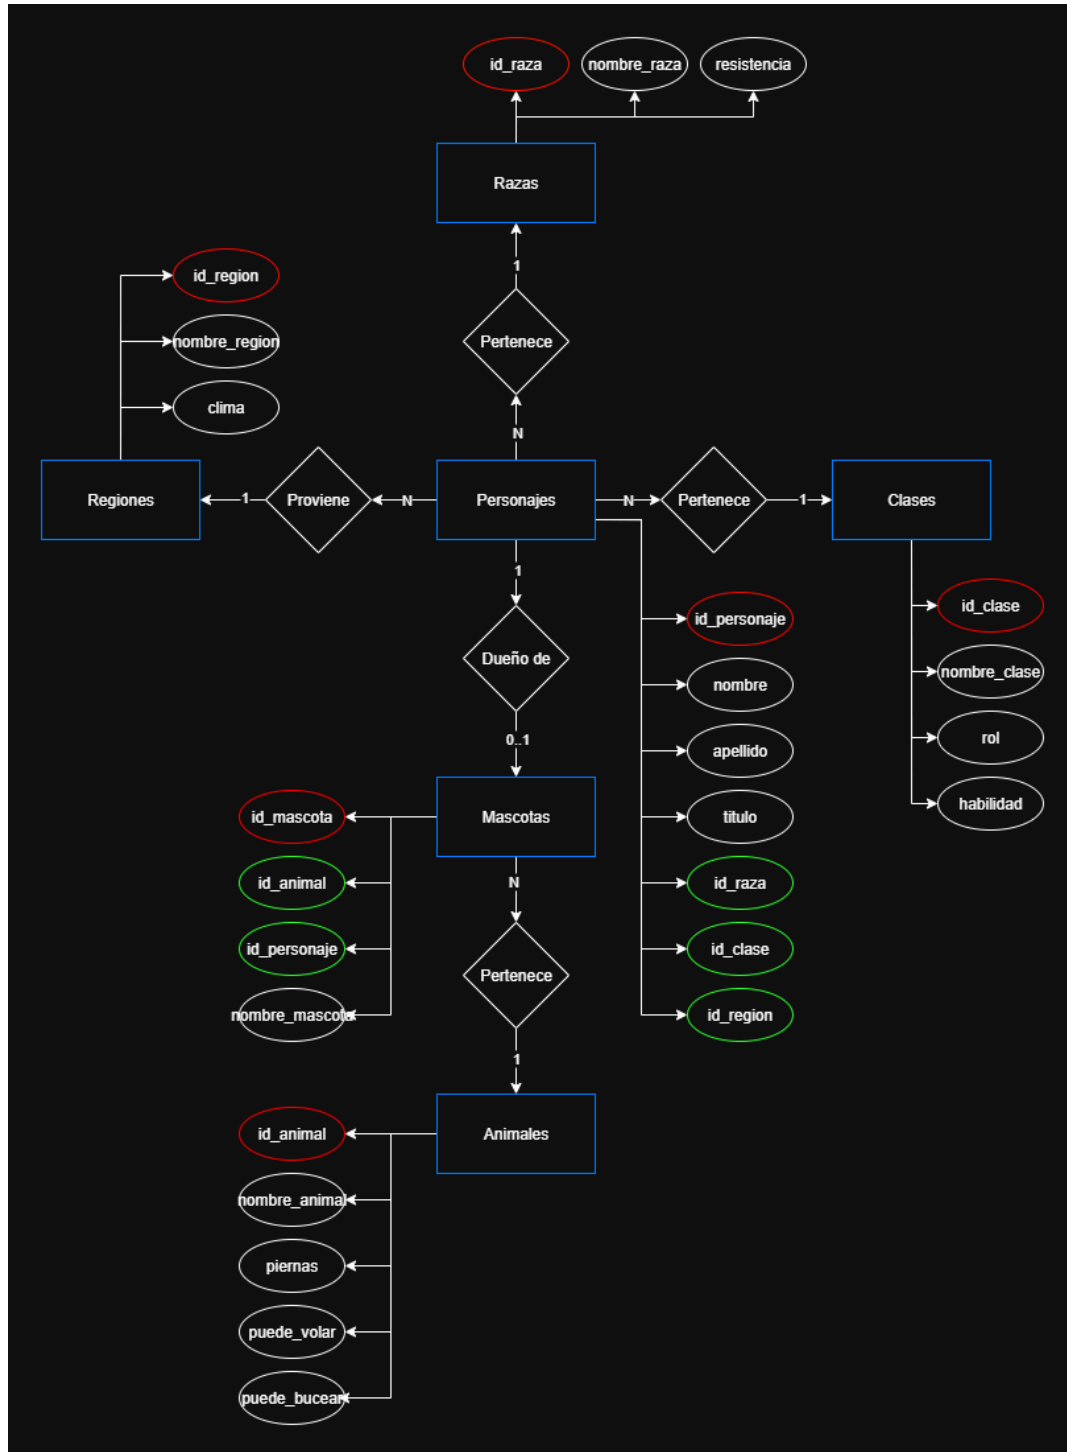 id_raza
nombre_raza
resistencia
Razas
1
Pertenece
N
id_region
nombre_region
clima
Regiones
1
Proviene
N
Personajes
N
Pertenece
1
Clases
1
Dueño de
0..1
id_personaje
nombre
apellido
titulo
id_raza
id_clase
id_region
id_clase
nombre_clase
rol
habilidad
Mascotas
id_mascota
id_animal
id_personaje
nombre_mascota
N
Pertenece
1
Animales
id_animal
nombre_animal
piernas
puede_volar
puede_bucear